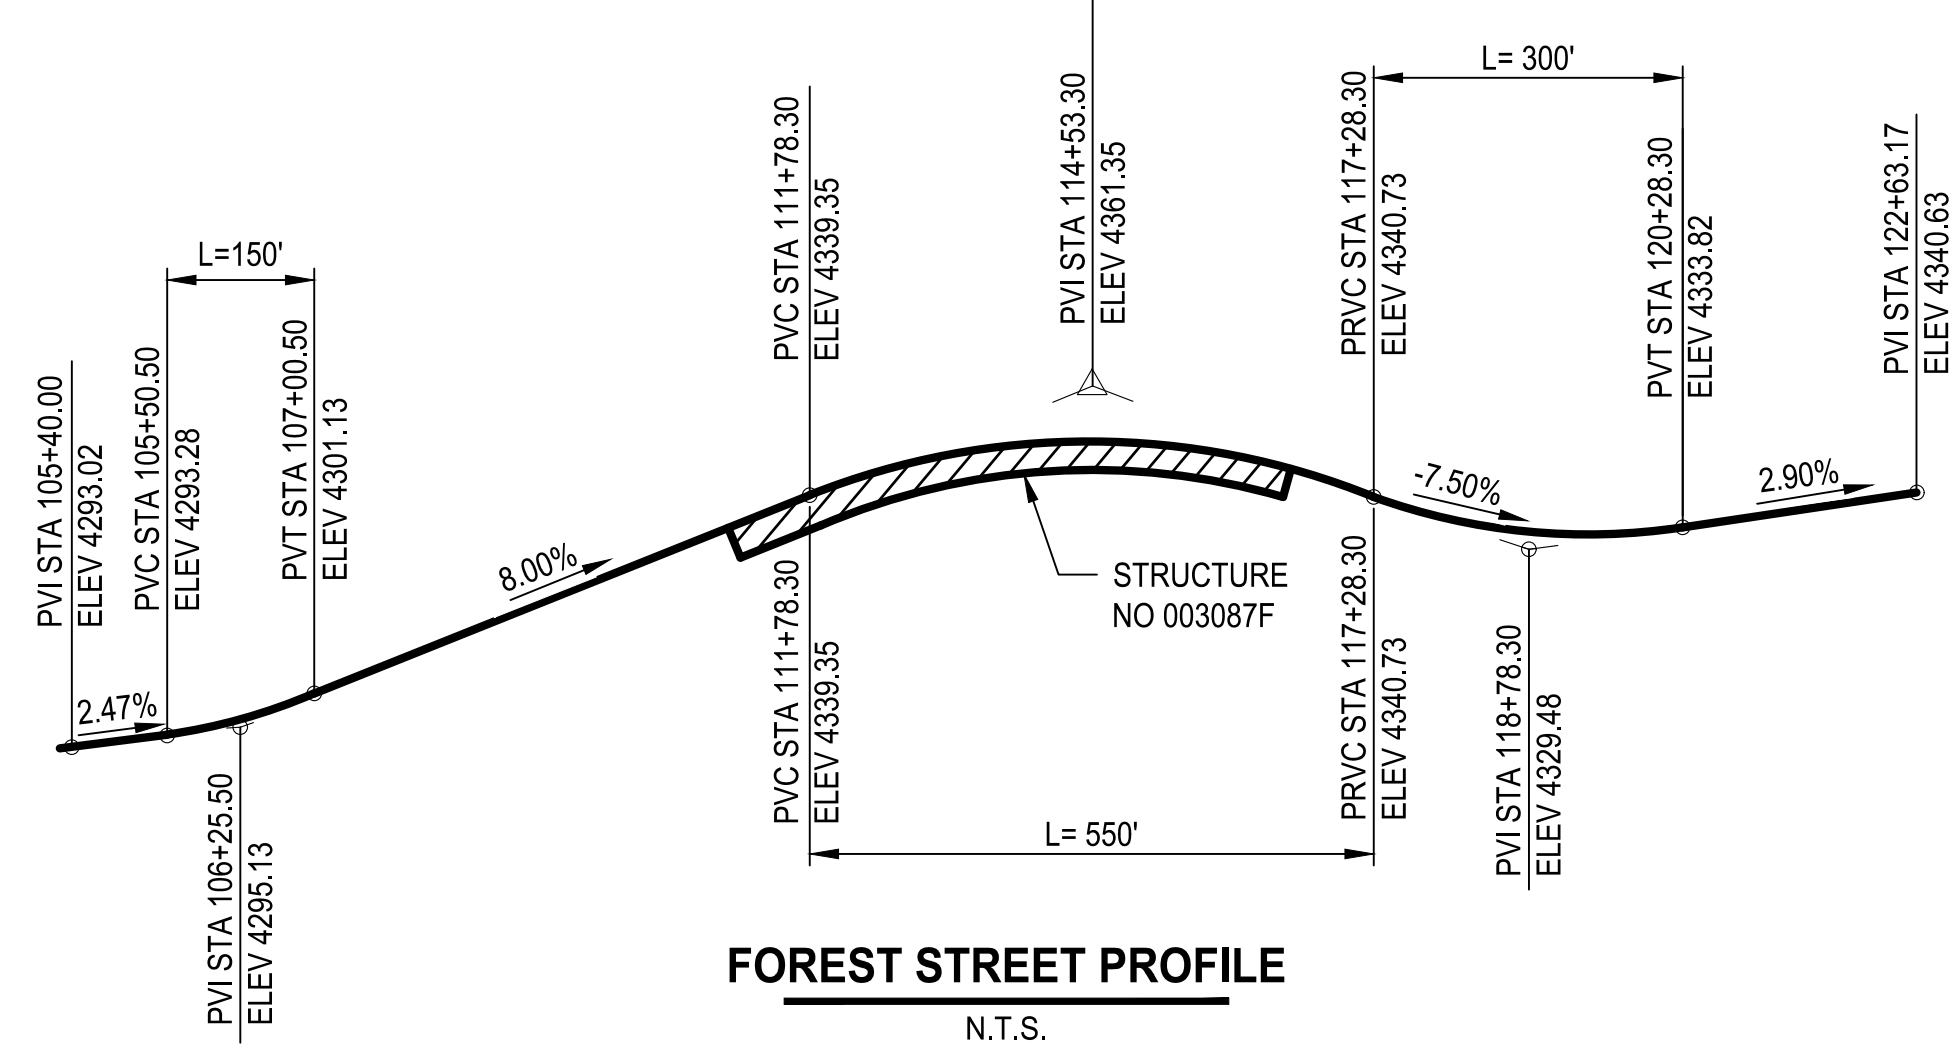 PVI STA 105+40.00
ELEV 4293.02
PVC STA 105+50.50
ELEV 4293.28
L=150'
PVT STA 107+00.50
ELEV 4301.13
2.47%
PVI STA 106+25.50
ELEV 4295.13
8.00%
PVC STA 111+78.30
ELEV 4339.35
PVC STA 111+78.30
ELEV 4339.35
PVI STA 114+53.30
ELEV 4361.35
STRUCTURE
NO 003087F
L= 550'
PRVC STA 117+28.30
ELEV 4340.73
PRVC STA 117+28.30
ELEV 4340.73
L= 300'
-7.50%
PVI STA 118+78.30
ELEV 4329.48
PVT STA 120+28.30
ELEV 4333.82
2.90%
PVI STA 122+63.17
ELEV 4340.63
FOREST STREET PROFILE
N.T.S.